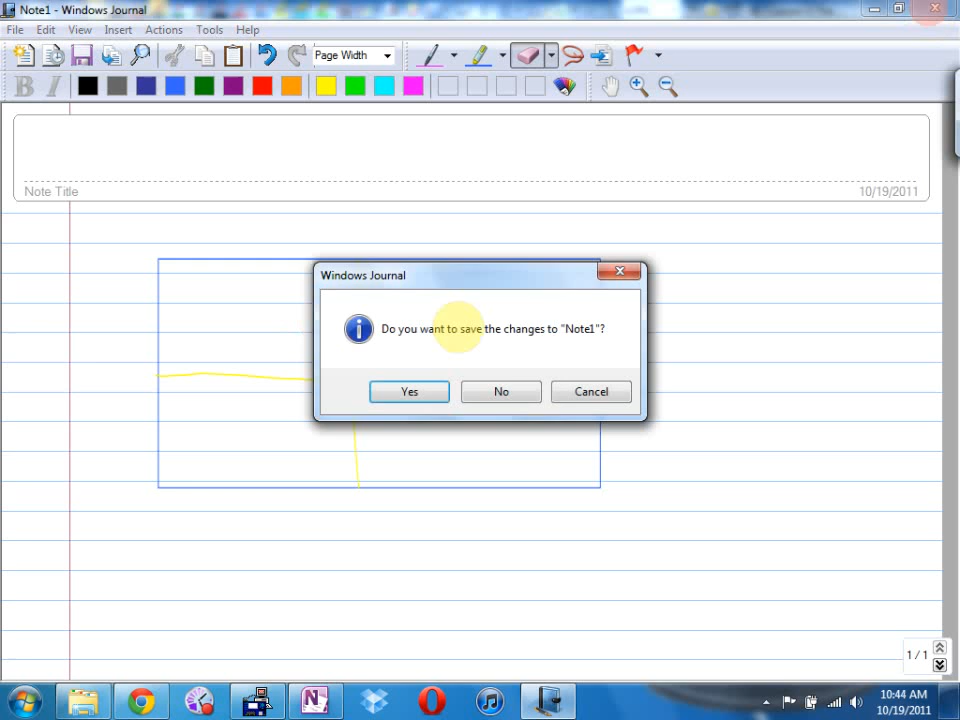 Note1 - Windows Journal
File Edit View Insert Actions Tools Help
Page Width
B I
Note Title 10/19/2011
Windows Journal
Do you want to save the changes to "Note1"?
Yes No Cancel
1 / 1
10:44 AM
10/19/2011